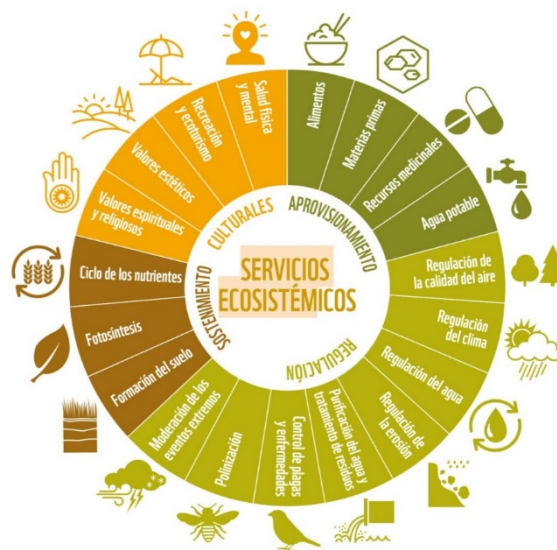 SERVICIOS
ECOSISTÉMICOS
CULTURALES
Valores espirituales
y religiosos
Valores estéticos
Recreación
y ecoturismo
Salud física
y mental
APROVISIONAMIENTO
Alimentos
Materias primas
Recursos medicinales
Agua potable
REGULACIÓN
Regulación de
la calidad del aire
Regulación
del clima
Regulación del agua
Regulación de
la erosión
Purificación del agua y
tratamiento de residuos
Control de plagas
y enfermedades
Polinización
Moderación de los
eventos extremos
SOSTENIMIENTO
Formación del suelo
Fotosíntesis
Ciclo de los nutrientes